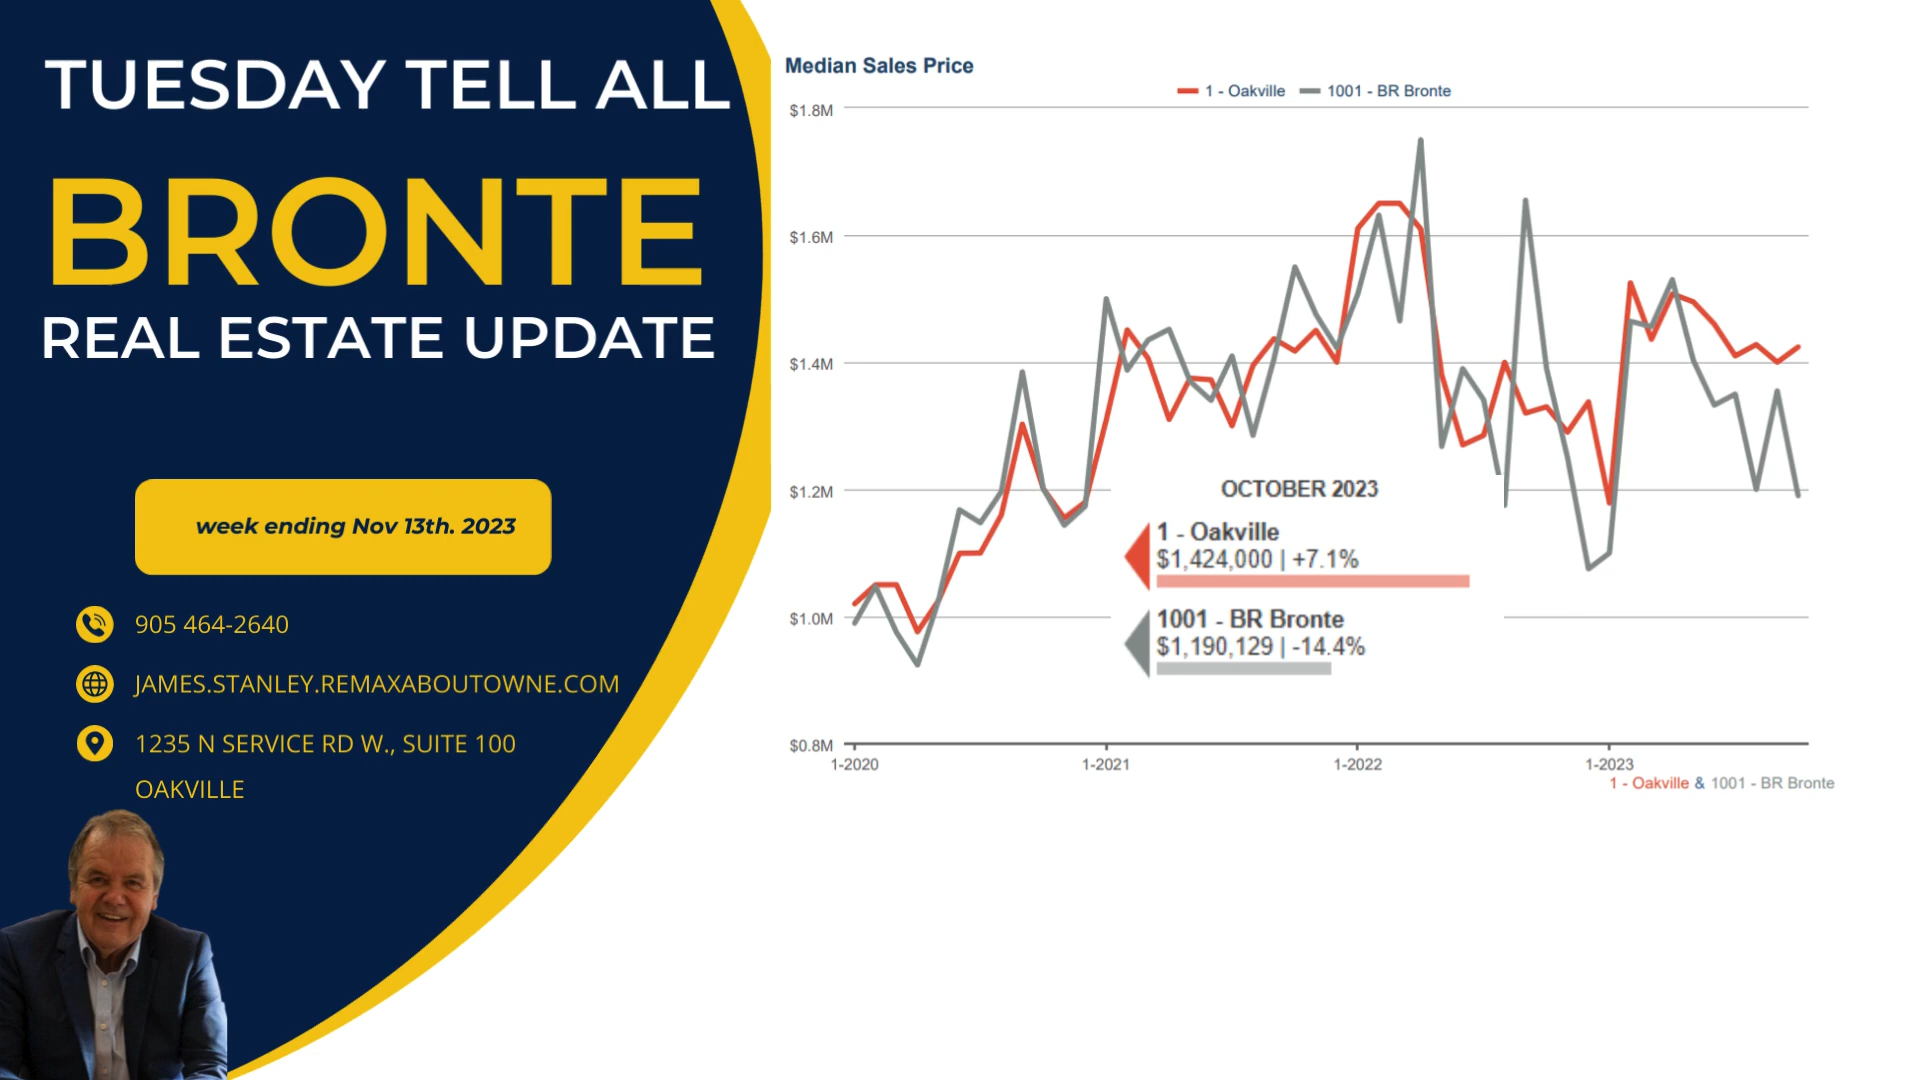 TUESDAY TELL ALL
BRONTE
REAL ESTATE UPDATE
week ending Nov 13th. 2023
905 464-2640
JAMES.STANLEY.REMAXABOUTOWNE.COM
1235 N SERVICE RD W., SUITE 100
OAKVILLE
Median Sales Price
1 - Oakville 1001 - BR Bronte
$1.8M
$1.6M
$1.4M
$1.2M
$1.0M
$0.8M
OCTOBER 2023
1 - Oakville
$1,424,000 | +7.1%
1001 - BR Bronte
$1,190,129 | -14.4%
1-2020 1-2021 1-2022 1-2023
1 - Oakville & 1001 - BR Bronte